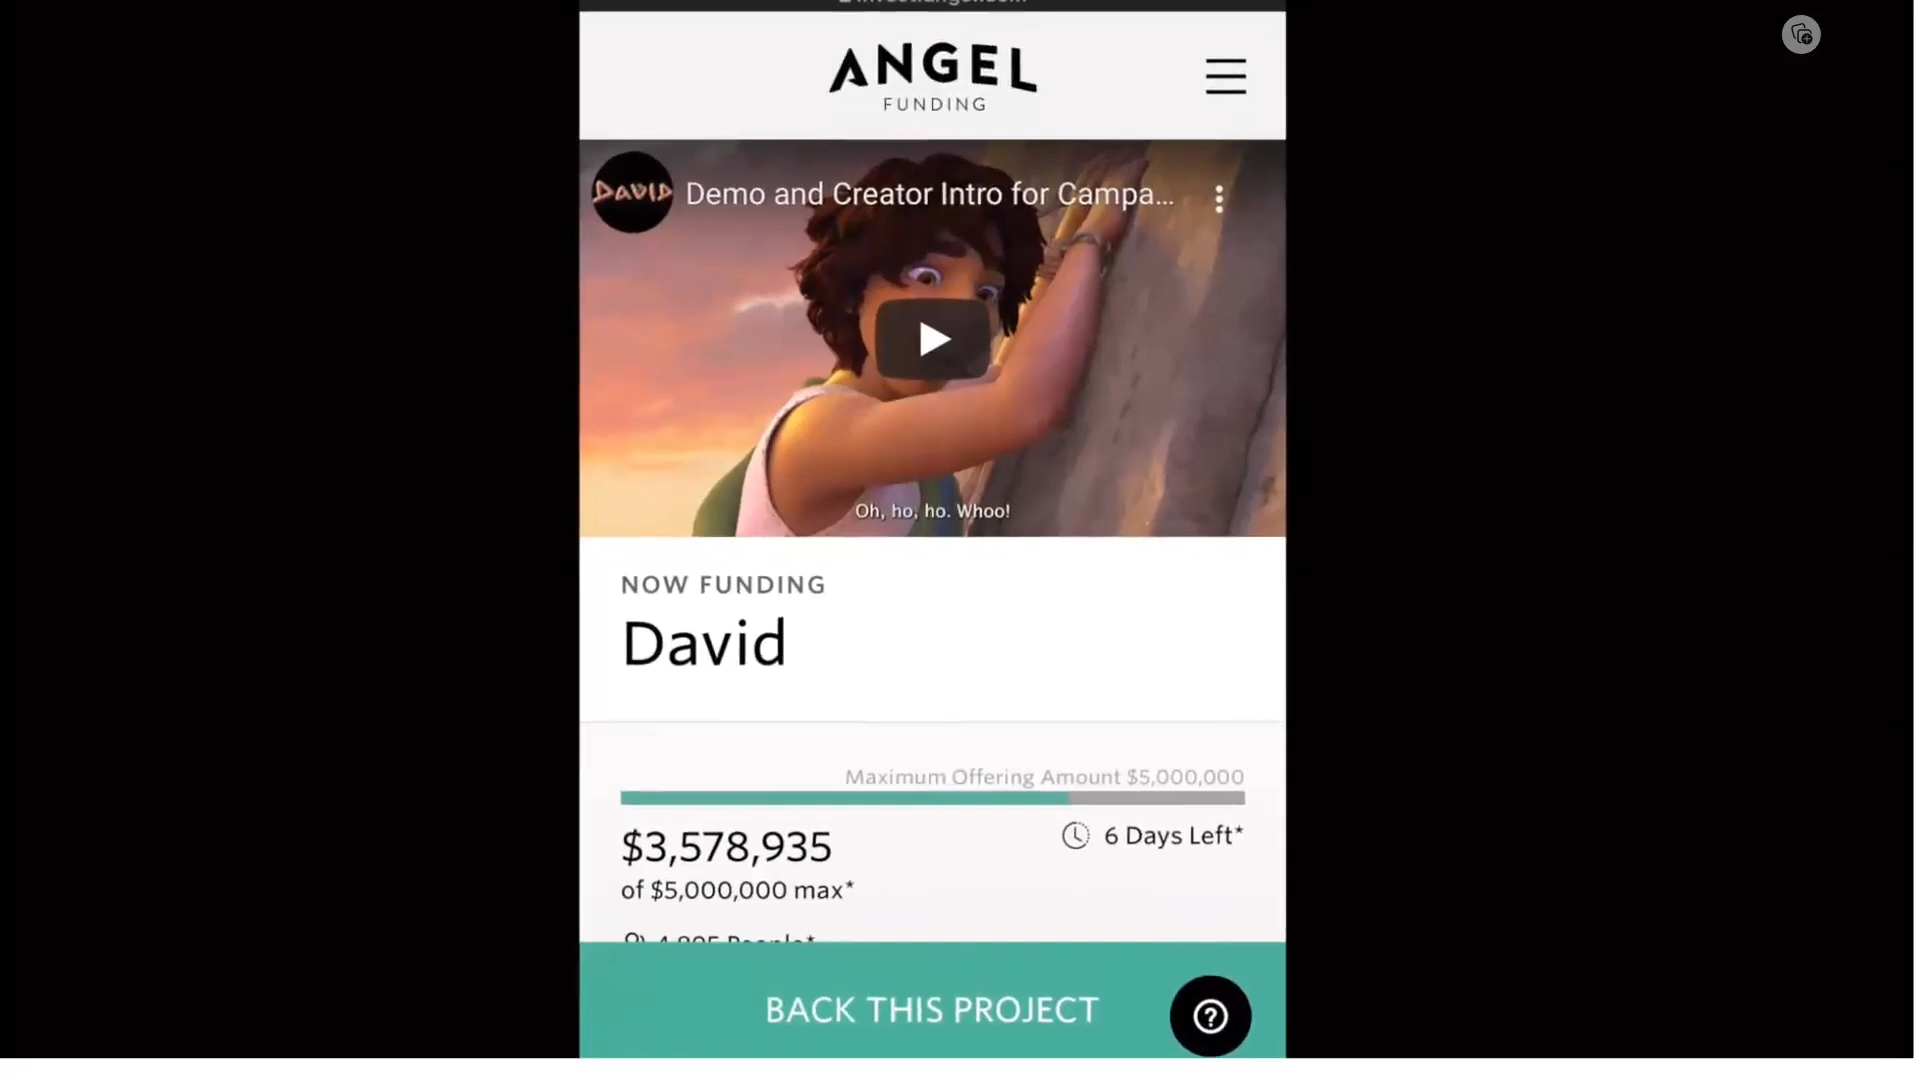 ANGEL
FUNDING
DAVID
Demo and Creator Intro for Campa...
Oh, ho, ho. Whoo!
NOW FUNDING
David
Maximum Offering Amount $5,000,000
$3,578,935
6 Days Left*
of $5,000,000 max*
BACK THIS PROJECT